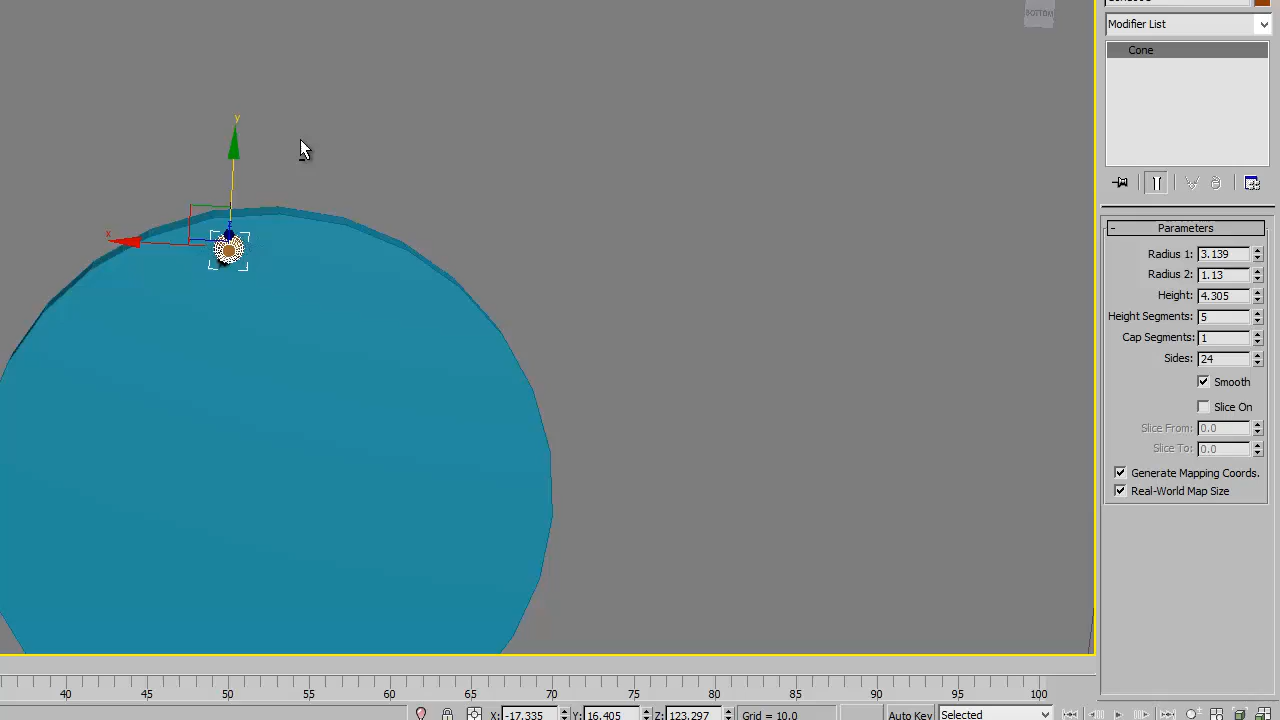 BOTTOM
Modifier List
Cone
y
x
z
- Parameters
Radius 1: 3.139
Radius 2: 1.13
Height: 4.305
Height Segments: 5
Cap Segments: 1
Sides: 24
Smooth
Slice On
Slice From: 0.0
Slice To: 0.0
Generate Mapping Coords.
Real-World Map Size
40 45 50 55 60 65 70 75 80 85 90 95 100
X: -17.335 Y: 16.405 Z: 123.297 Grid = 10.0 Auto Key Selected